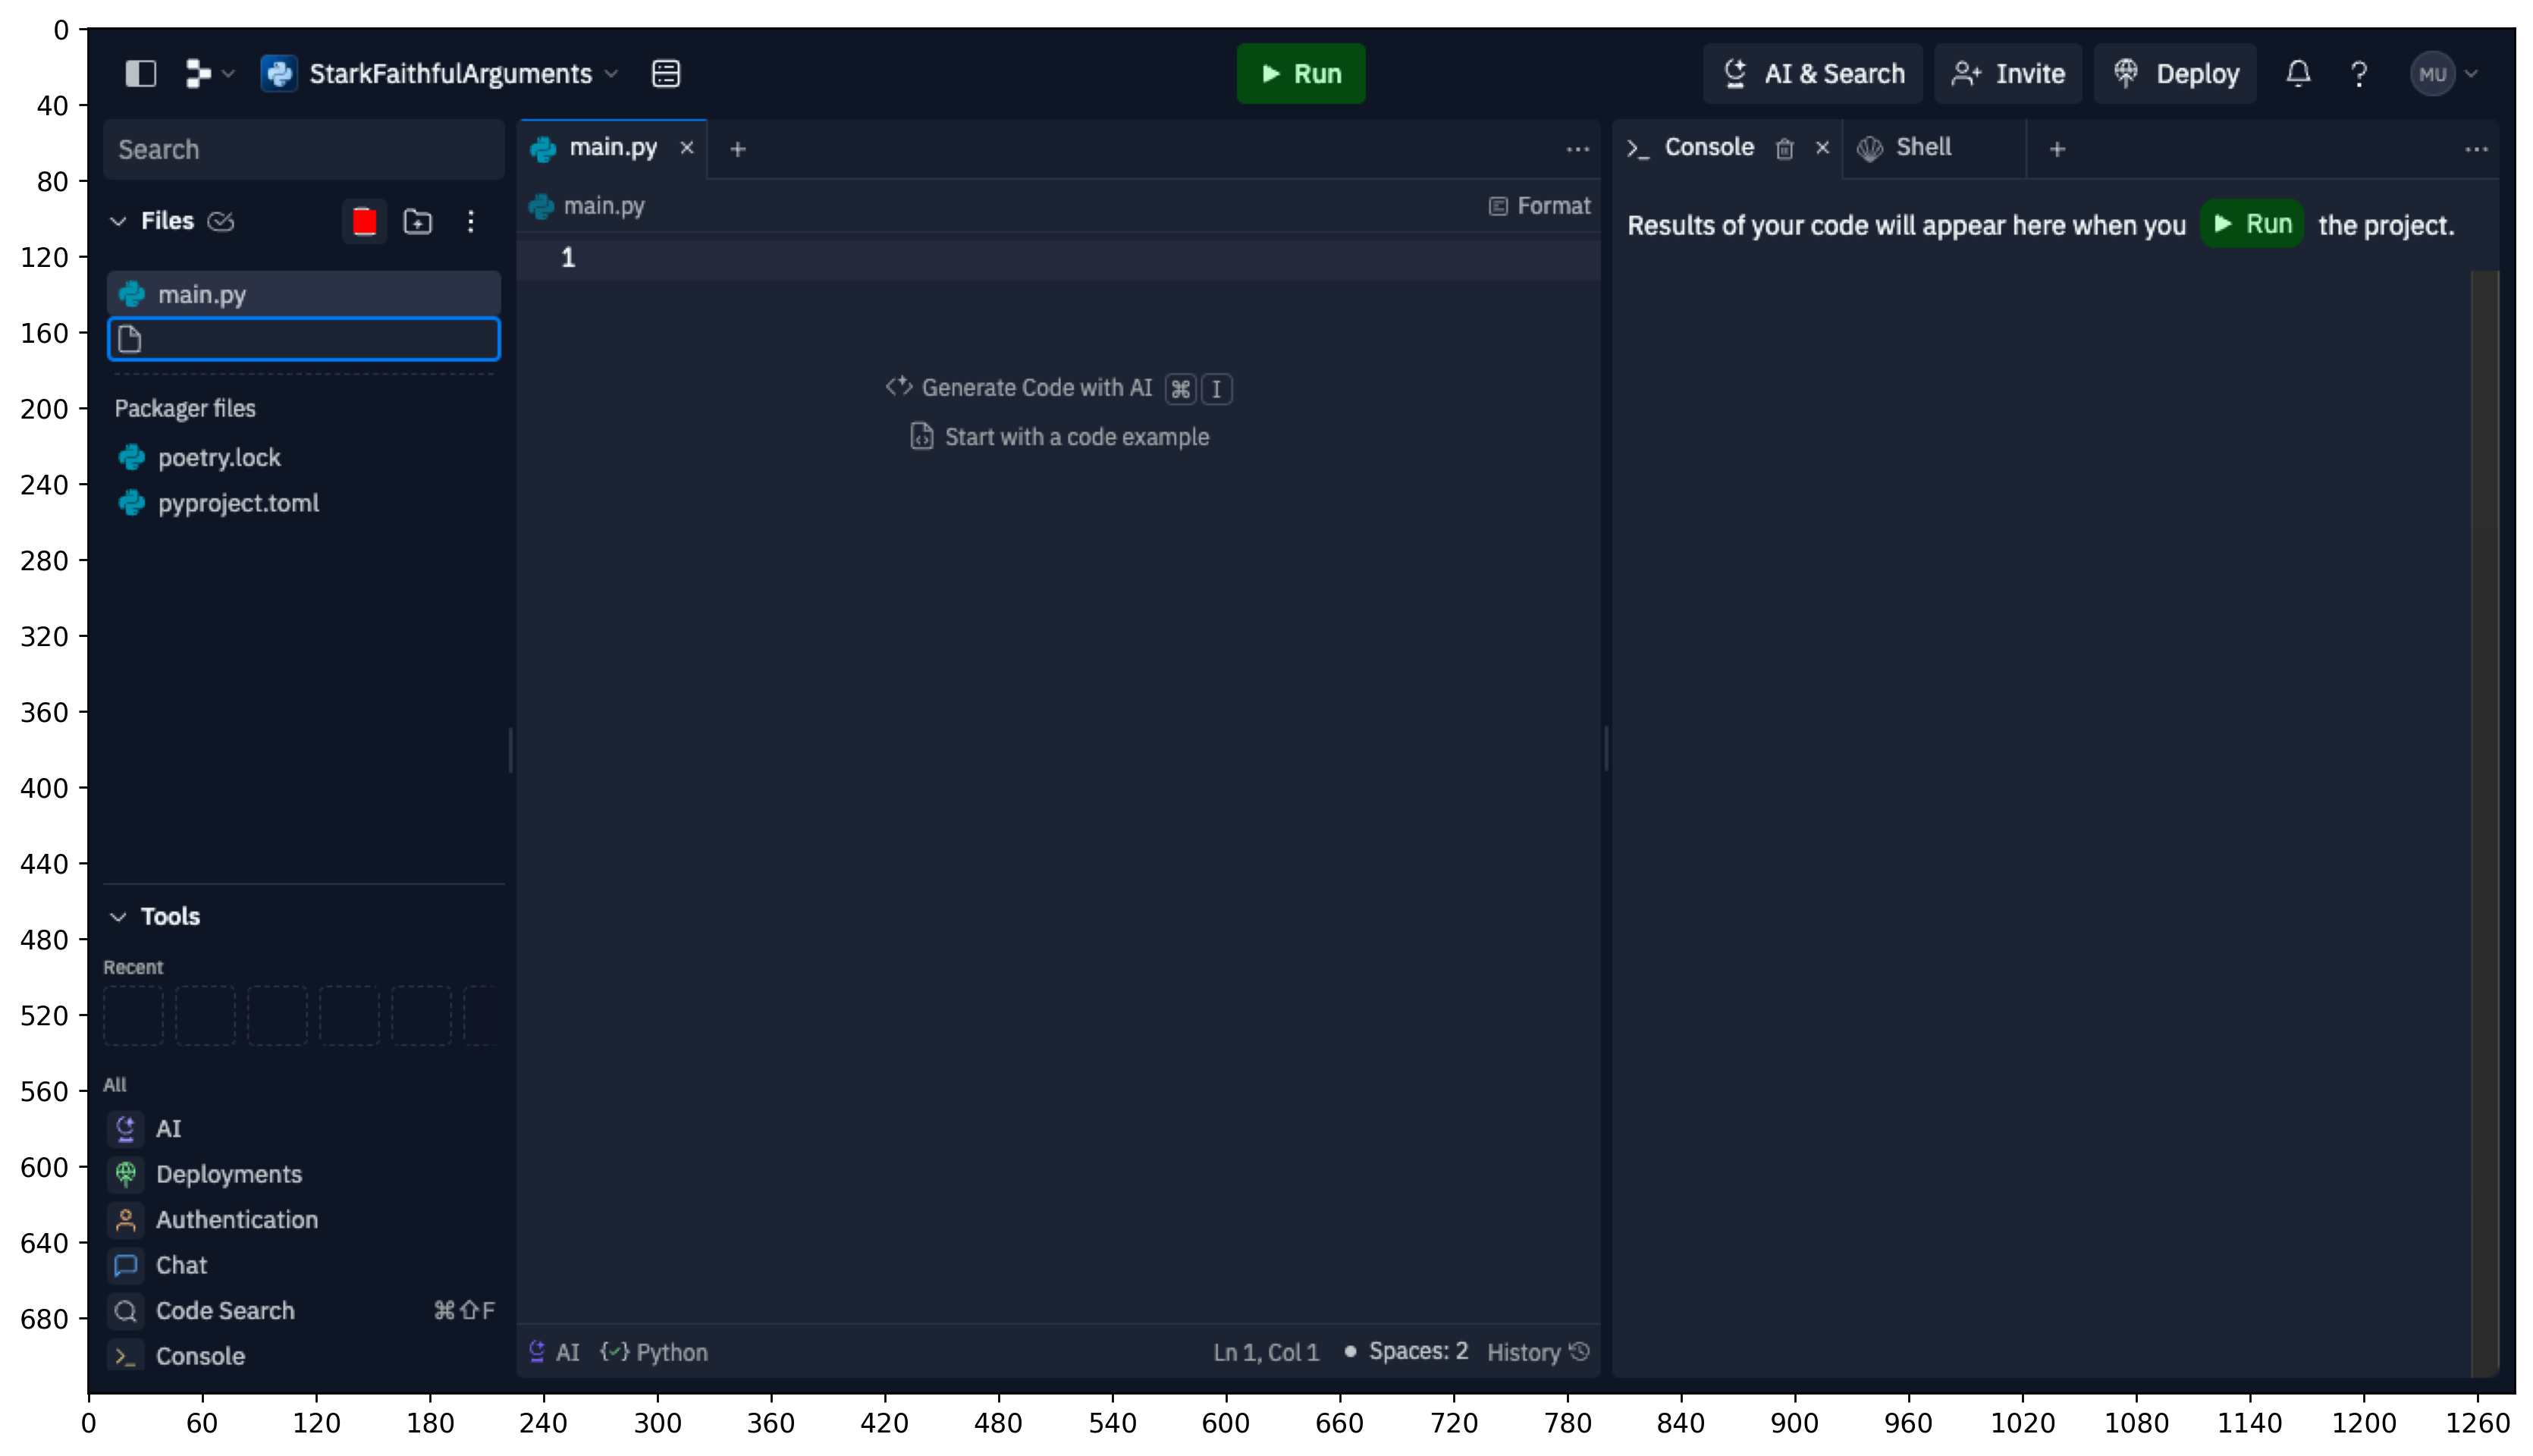 StarkFaithfulArguments
Run
AI & Search
Invite
Deploy
?
MU
Search
main.py
Console
Shell
Files
main.py
Format
Results of your code will appear here when you Run the project.
1
main.py
Generate Code with AI ⌘ I
Start with a code example
Packager files
poetry.lock
pyproject.toml
Tools
Recent
All
AI
Deployments
Authentication
Chat
Code Search ⌘⇧F
Console
AI
Python
Ln 1, Col 1
Spaces: 2
History
0
40
80
120
160
200
240
280
320
360
400
440
480
520
560
600
640
680
0 60 120 180 240 300 360 420 480 540 600 660 720 780 840 900 960 1020 1080 1140 1200 1260